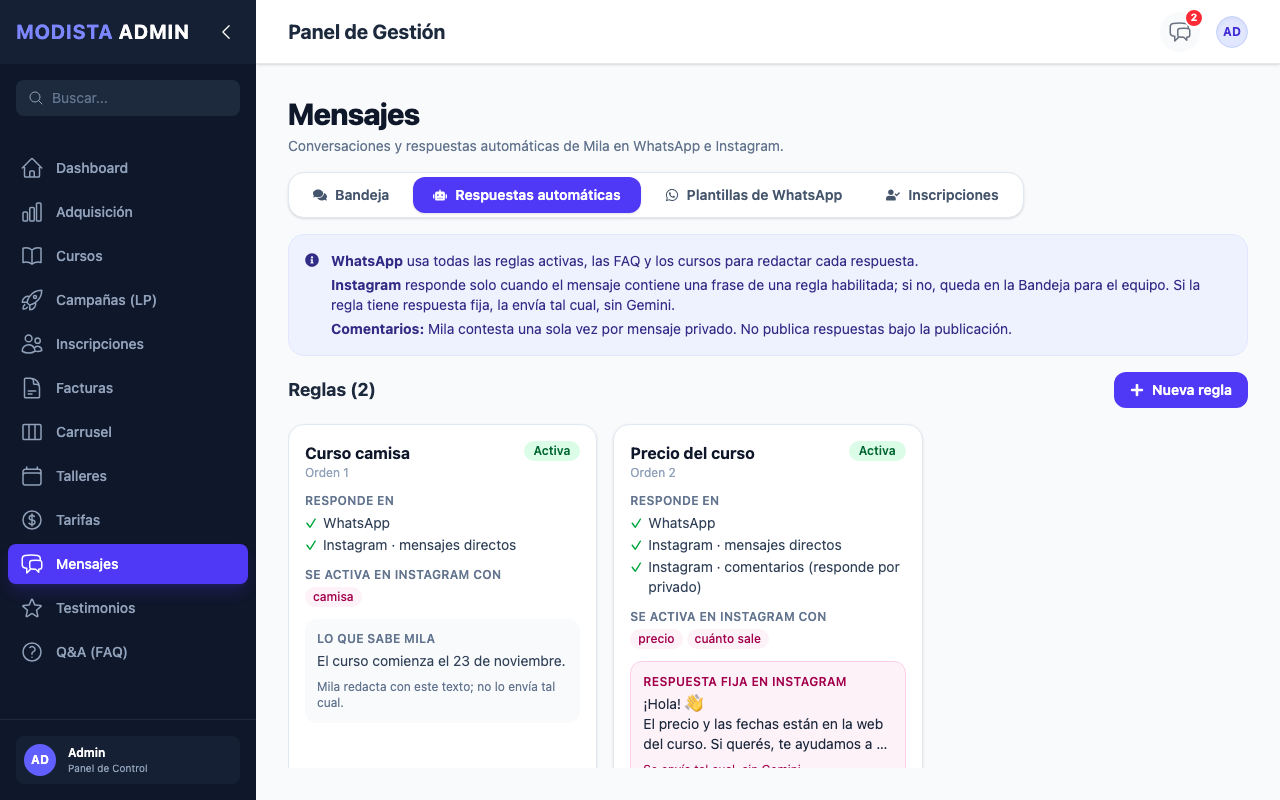 MODISTA ADMIN
Buscar...
Dashboard
Adquisición
Cursos
Campañas (LP)
Inscripciones
Facturas
Carrusel
Talleres
Tarifas
Mensajes
Testimonios
Q&A (FAQ)
AD
Admin
Panel de Control
Panel de Gestión
2
AD
Mensajes
Conversaciones y respuestas automáticas de Mila en WhatsApp e Instagram.
Bandeja
Respuestas automáticas
Plantillas de WhatsApp
Inscripciones
WhatsApp usa todas las reglas activas, las FAQ y los cursos para redactar cada respuesta.
Instagram responde solo cuando el mensaje contiene una frase de una regla habilitada; si no, queda en la Bandeja para el equipo. Si la
regla tiene respuesta fija, la envía tal cual, sin Gemini.
Comentarios: Mila contesta una sola vez por mensaje privado. No publica respuestas bajo la publicación.
Reglas (2)
Nueva regla
Curso camisa
Activa
Orden 1
RESPONDE EN
WhatsApp
Instagram · mensajes directos
SE ACTIVA EN INSTAGRAM CON
camisa
LO QUE SABE MILA
El curso comienza el 23 de noviembre.
Mila redacta con este texto; no lo envía tal
cual.
Precio del curso
Activa
Orden 2
RESPONDE EN
WhatsApp
Instagram · mensajes directos
Instagram · comentarios (responde por
privado)
SE ACTIVA EN INSTAGRAM CON
precio
cuánto sale
RESPUESTA FIJA EN INSTAGRAM
¡Hola! 👋
El precio y las fechas están en la web
del curso. Si querés, te ayudamos a ...
Se envía tal cual, sin Gemini.